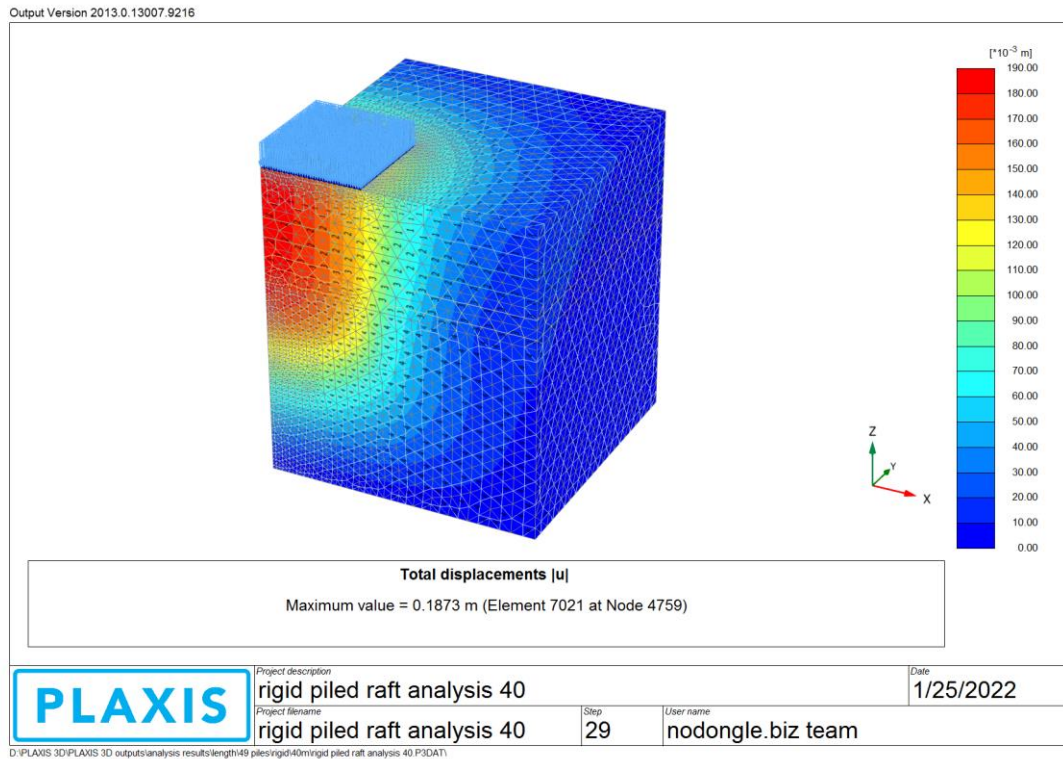 Output Version 2013.0.13007.9216
[*10⁻³ m]
190.00
180.00
170.00
160.00
150.00
140.00
130.00
120.00
110.00
100.00
90.00
80.00
70.00
60.00
50.00
40.00
30.00
20.00
10.00
0.00
Z
Y
X
Total displacements |u|
Maximum value = 0.1873 m (Element 7021 at Node 4759)
PLAXIS
Project description
rigid piled raft analysis 40
Date
1/25/2022
Project filename
rigid piled raft analysis 40
Step
29
User name
nodongle.biz team
D:\PLAXIS 3D\PLAXIS 3D outputs\analysis results\length\49 piles\rigid\40m\rigid piled raft analysis 40.P3DAT\